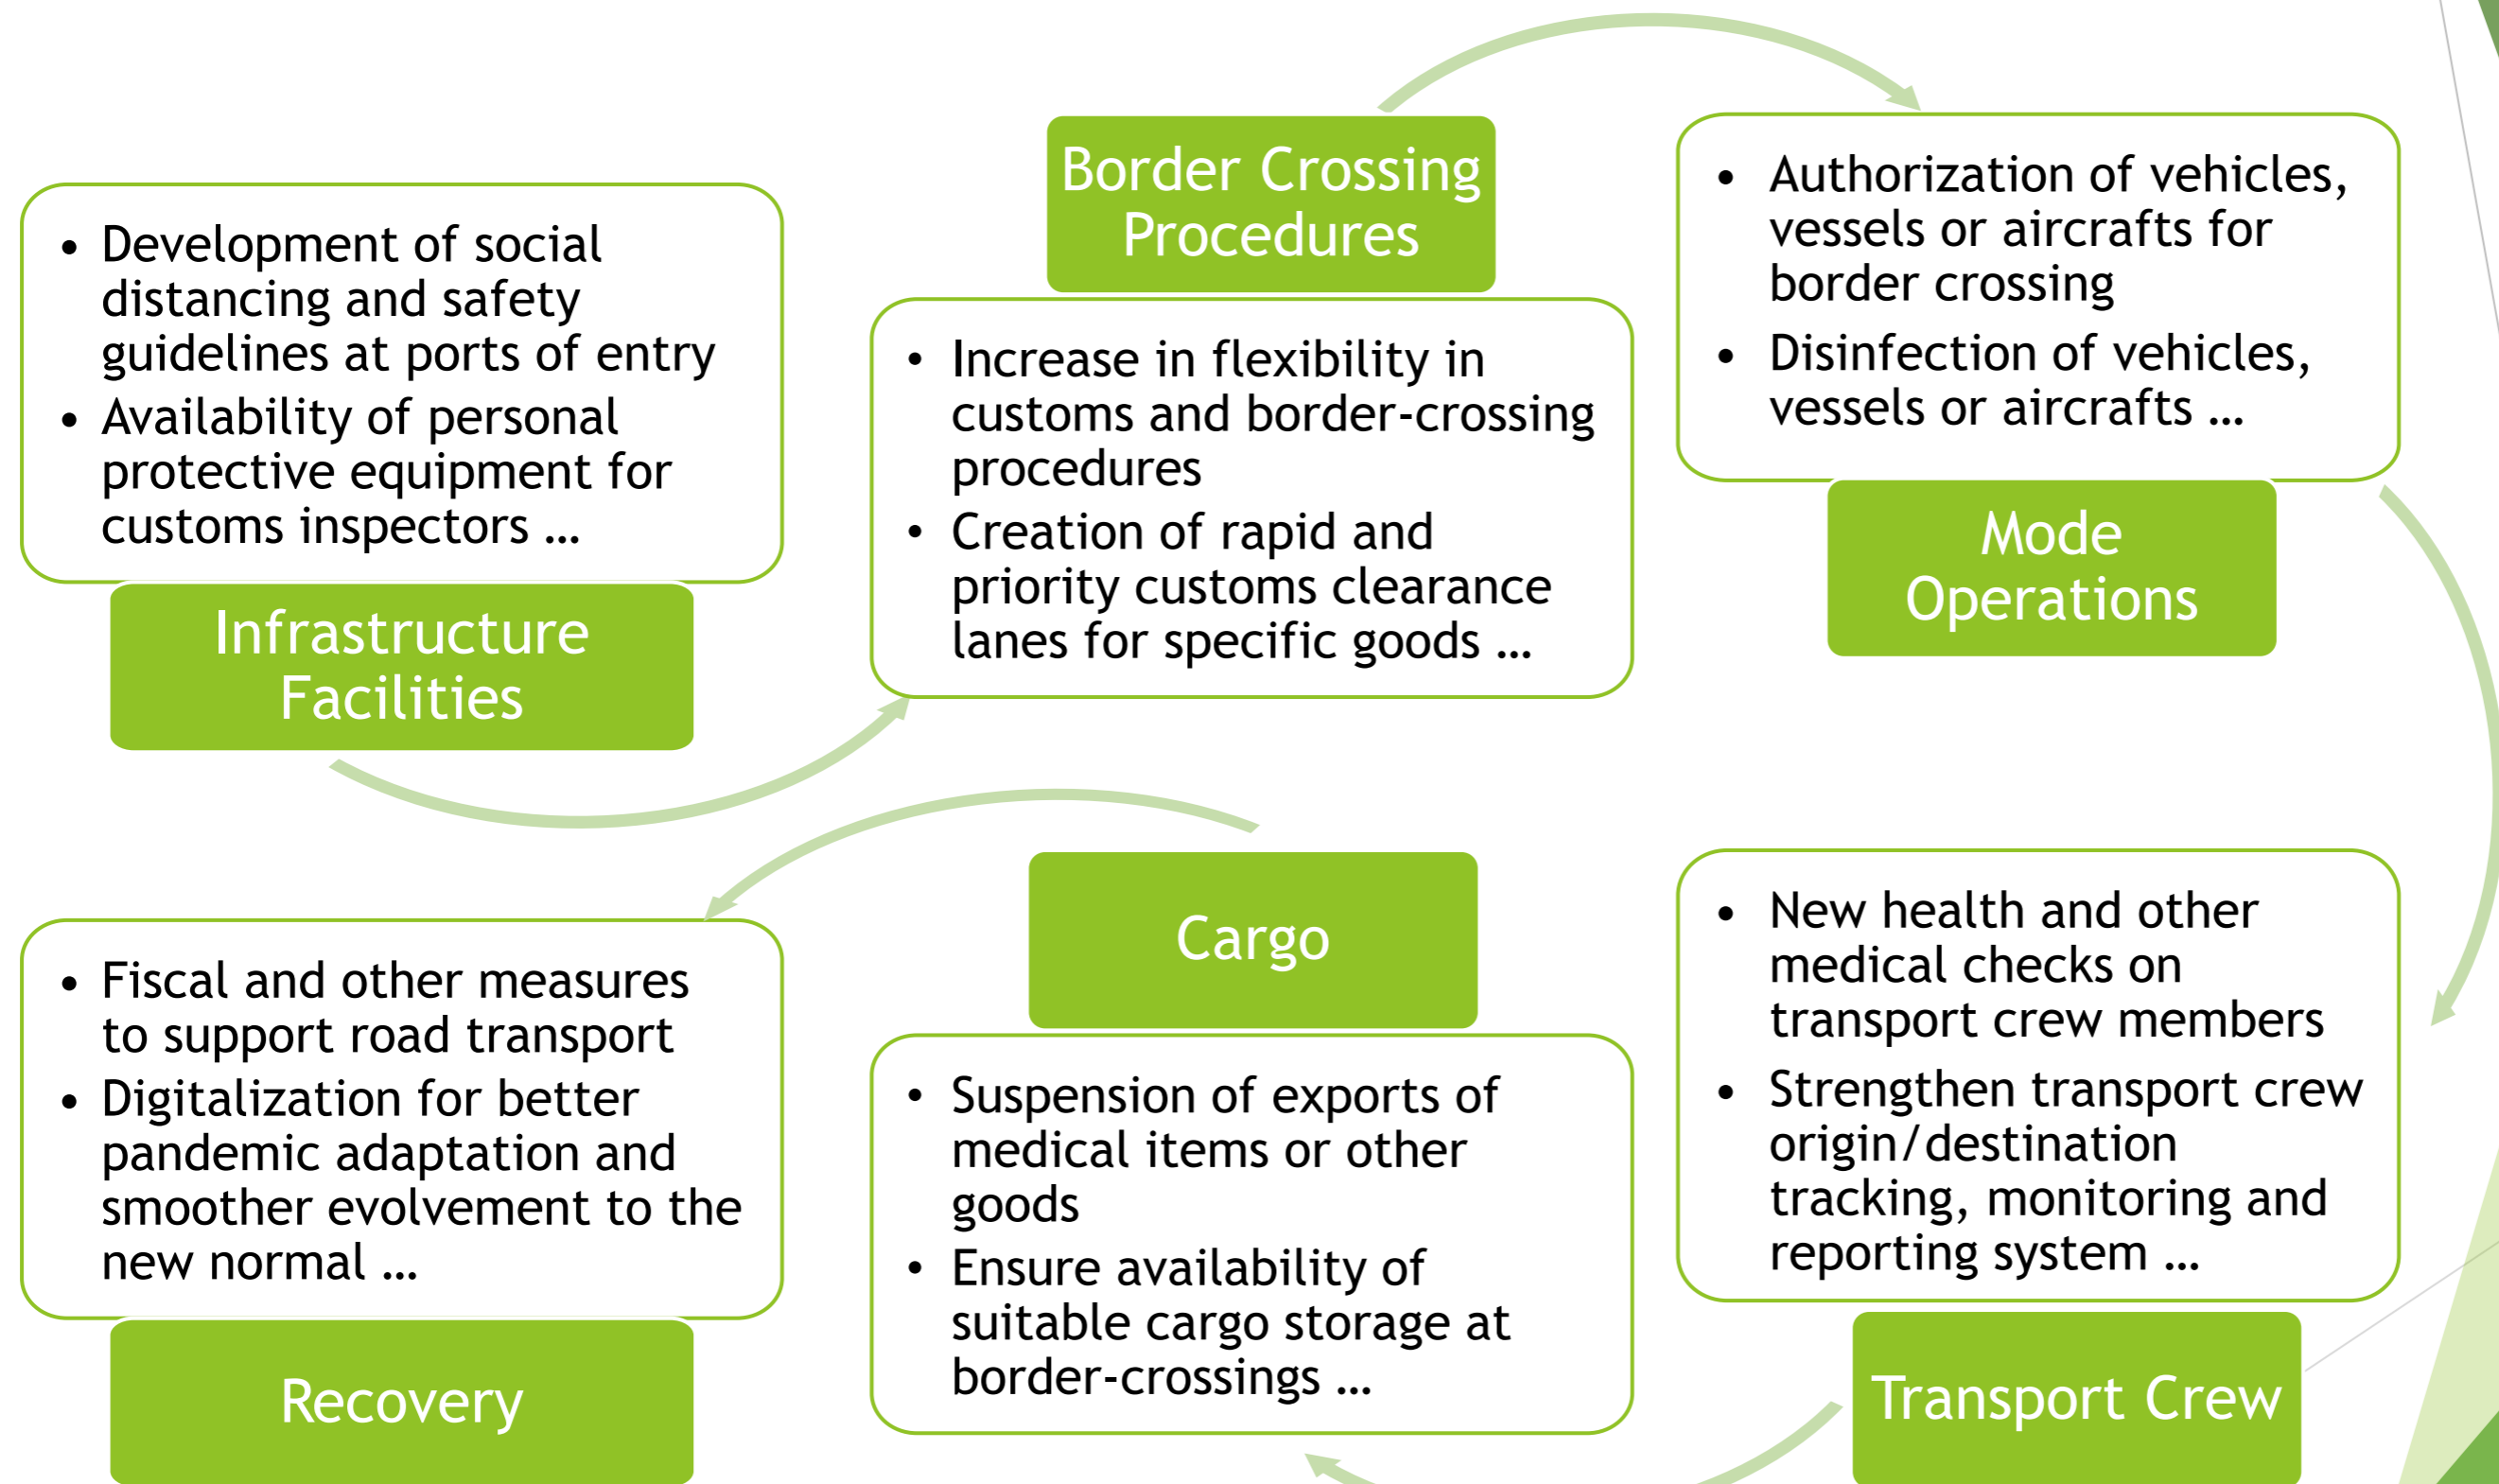 • Development of social
distancing and safety
guidelines at ports of entry
• Availability of personal
protective equipment for
customs inspectors …
Infrastructure
Facilities
Border Crossing
Procedures
• Increase in flexibility in
customs and border-crossing
procedures
• Creation of rapid and
priority customs clearance
lanes for specific goods …
• Authorization of vehicles,
vessels or aircrafts for
border crossing
• Disinfection of vehicles,
vessels or aircrafts …
Mode
Operations
• New health and other
medical checks on
transport crew members
• Strengthen transport crew
origin/destination
tracking, monitoring and
reporting system …
Transport Crew
Cargo
• Suspension of exports of
medical items or other
goods
• Ensure availability of
suitable cargo storage at
border-crossings …
• Fiscal and other measures
to support road transport
• Digitalization for better
pandemic adaptation and
smoother evolvement to the
new normal …
Recovery